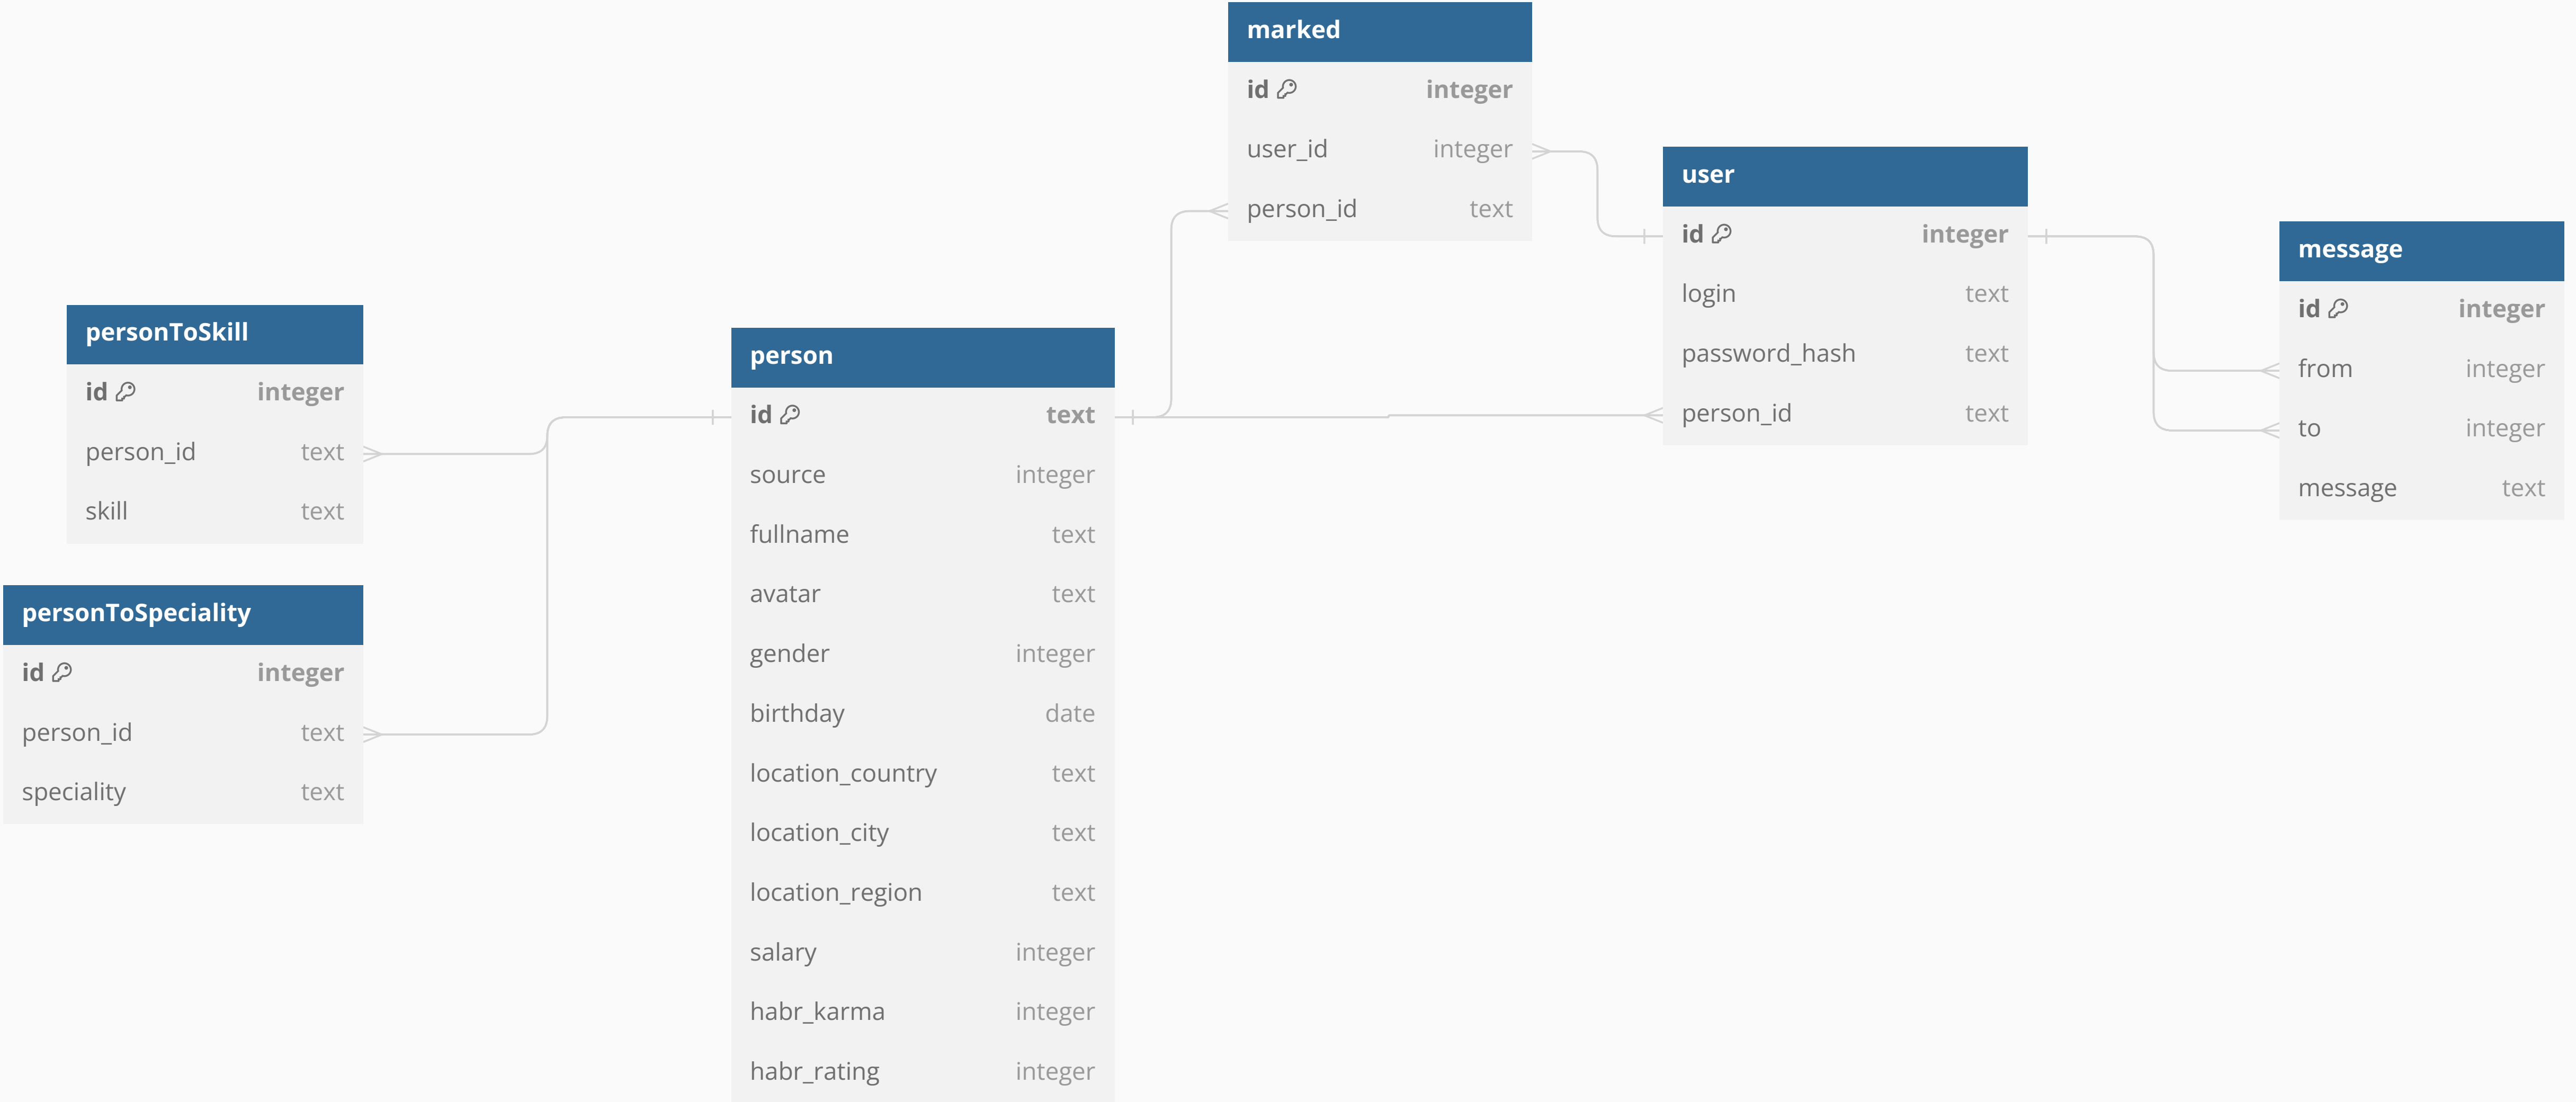 marked
id integer
user_id integer
person_id text
user
id integer
login text
password_hash text
person_id text
message
id integer
from integer
to integer
message text
personToSkill
id integer
person_id text
skill text
personToSpeciality
id integer
person_id text
speciality text
person
id text
source integer
fullname text
avatar text
gender integer
birthday date
location_country text
location_city text
location_region text
salary integer
habr_karma integer
habr_rating integer